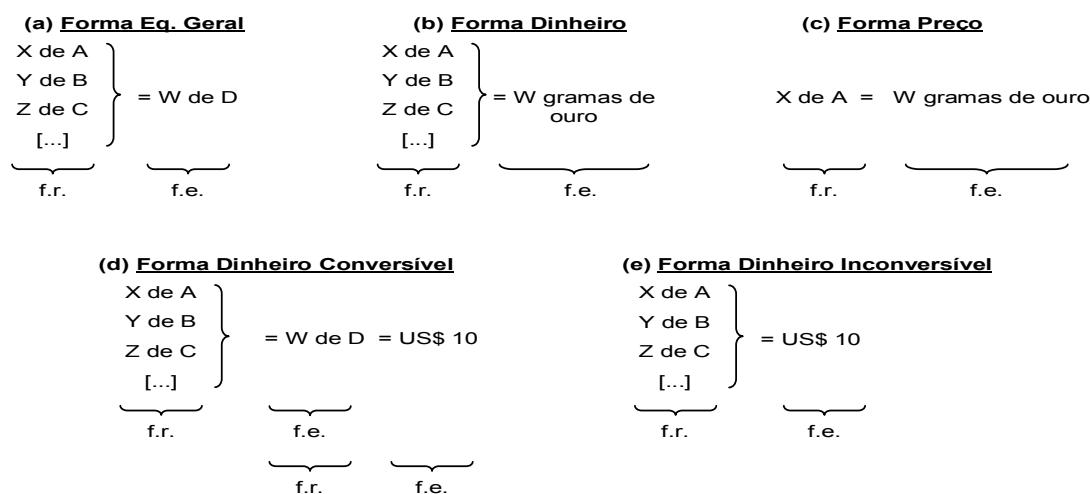 (a) Forma Eq. Geral
X de A
Y de B
Z de C
[...]
= W de D
f.r.
f.e.
(b) Forma Dinheiro
X de A
Y de B
Z de C
[...]
= W gramas de
ouro
f.r.
f.e.
(c) Forma Preço
X de A = W gramas de ouro
f.r.
f.e.
(d) Forma Dinheiro Conversível
X de A
Y de B
Z de C
[...]
= W de D = US$ 10
f.r.
f.e.
f.r.
f.e.
(e) Forma Dinheiro Inconversível
X de A
Y de B
Z de C
[...]
= US$ 10
f.r.
f.e.